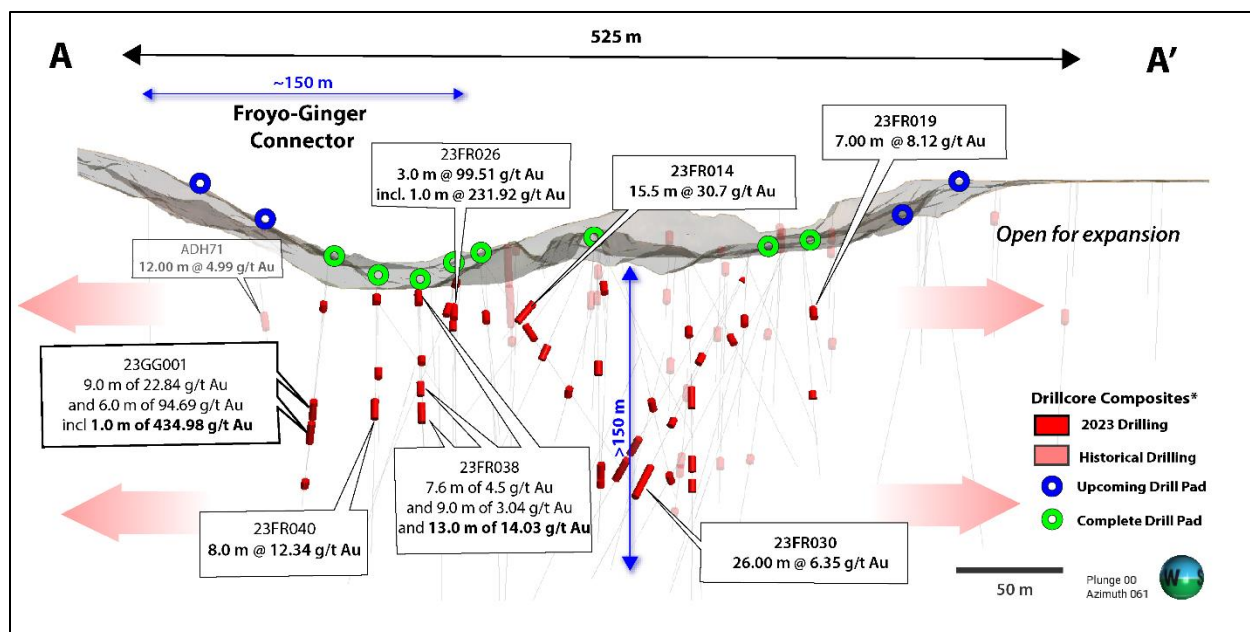 A
525 m
A'
~150 m
Froyo-Ginger
Connector
23FR026
3.0 m @ 99.51 g/t Au
incl. 1.0 m @ 231.92 g/t Au
23FR014
15.5 m @ 30.7 g/t Au
23FR019
7.00 m @ 8.12 g/t Au
ADH71
12.00 m @ 4.99 g/t Au
Open for expansion
23GG001
9.0 m of 22.84 g/t Au
and 6.0 m of 94.69 g/t Au
incl 1.0 m of 434.98 g/t Au
>150 m
23FR038
7.6 m of 4.5 g/t Au
and 9.0 m of 3.04 g/t Au
and 13.0 m of 14.03 g/t Au
23FR040
8.0 m @ 12.34 g/t Au
23FR030
26.00 m @ 6.35 g/t Au
Drillcore Composites*
2023 Drilling
Historical Drilling
Upcoming Drill Pad
Complete Drill Pad
50 m
Plunge 00
Azimuth 061
W S